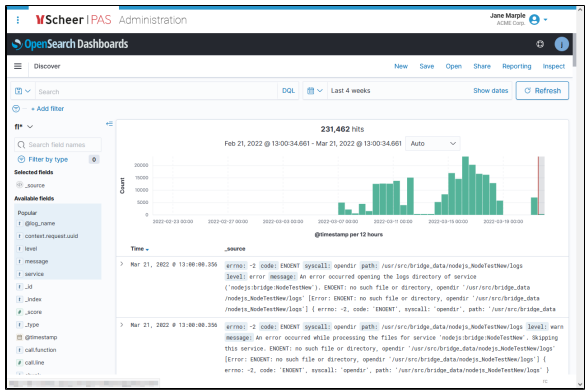 Scheer PAS Administration
Jane Marple
ACME Corp.
OpenSearch Dashboards
j
Discover
New Save Open Share Reporting Inspect
Search
DQL
Last 4 weeks
Show dates
Refresh
+ Add filter
fl*
231,462 hits
Feb 21, 2022 @ 13:00:34.661 - Mar 21, 2022 @ 13:00:34.661 Auto
Search field names
Filter by type 0
Selected fields
_source
Available fields
Popular
t @log_name
t context.request.uuid
t level
t message
t service
t _id
t _index
# _score
t _type
@timestamp
t call.function
# call.line
Count
20000
15000
10000
5000
0
2022-02-23 00:00 2022-02-27 00:00 2022-03-03 00:00 2022-03-07 00:00 2022-03-11 00:00 2022-03-15 00:00 2022-03-19 00:00
@timestamp per 12 hours
Time _source
Mar 21, 2022 @ 13:00:00.356 errno: -2 code: ENOENT syscall: opendir path: /usr/src/bridge_data/nodejs_NodeTestNew/logs
level: error message: An error occurred opening the logs directory of service
('nodejs:bridge:NodeTestNew'). ENOENT: no such file or directory, opendir '/usr/src/bridge_data
/nodejs_NodeTestNew/logs' [Error: ENOENT: no such file or directory, opendir '/usr/src/bridge_data
/nodejs_NodeTestNew/logs'] { errno: -2, code: 'ENOENT', syscall: 'opendir', path: '/usr/src/bridge_data
Mar 21, 2022 @ 13:00:00.356 errno: -2 code: ENOENT syscall: opendir path: /usr/src/bridge_data/nodejs_NodeTestNew/logs level: warn
message: An error occurred while processing the files for service 'nodejs:bridge:NodeTestNew'. Skipping
this service. ENOENT: no such file or directory, opendir '/usr/src/bridge_data/nodejs_NodeTestNew/logs'
[Error: ENOENT: no such file or directory, opendir '/usr/src/bridge_data/nodejs_NodeTestNew/logs'] {
errno: -2, code: 'ENOENT', syscall: 'opendir', path: '/usr/src/bridge_data/nodejs_NodeTestNew/logs' }